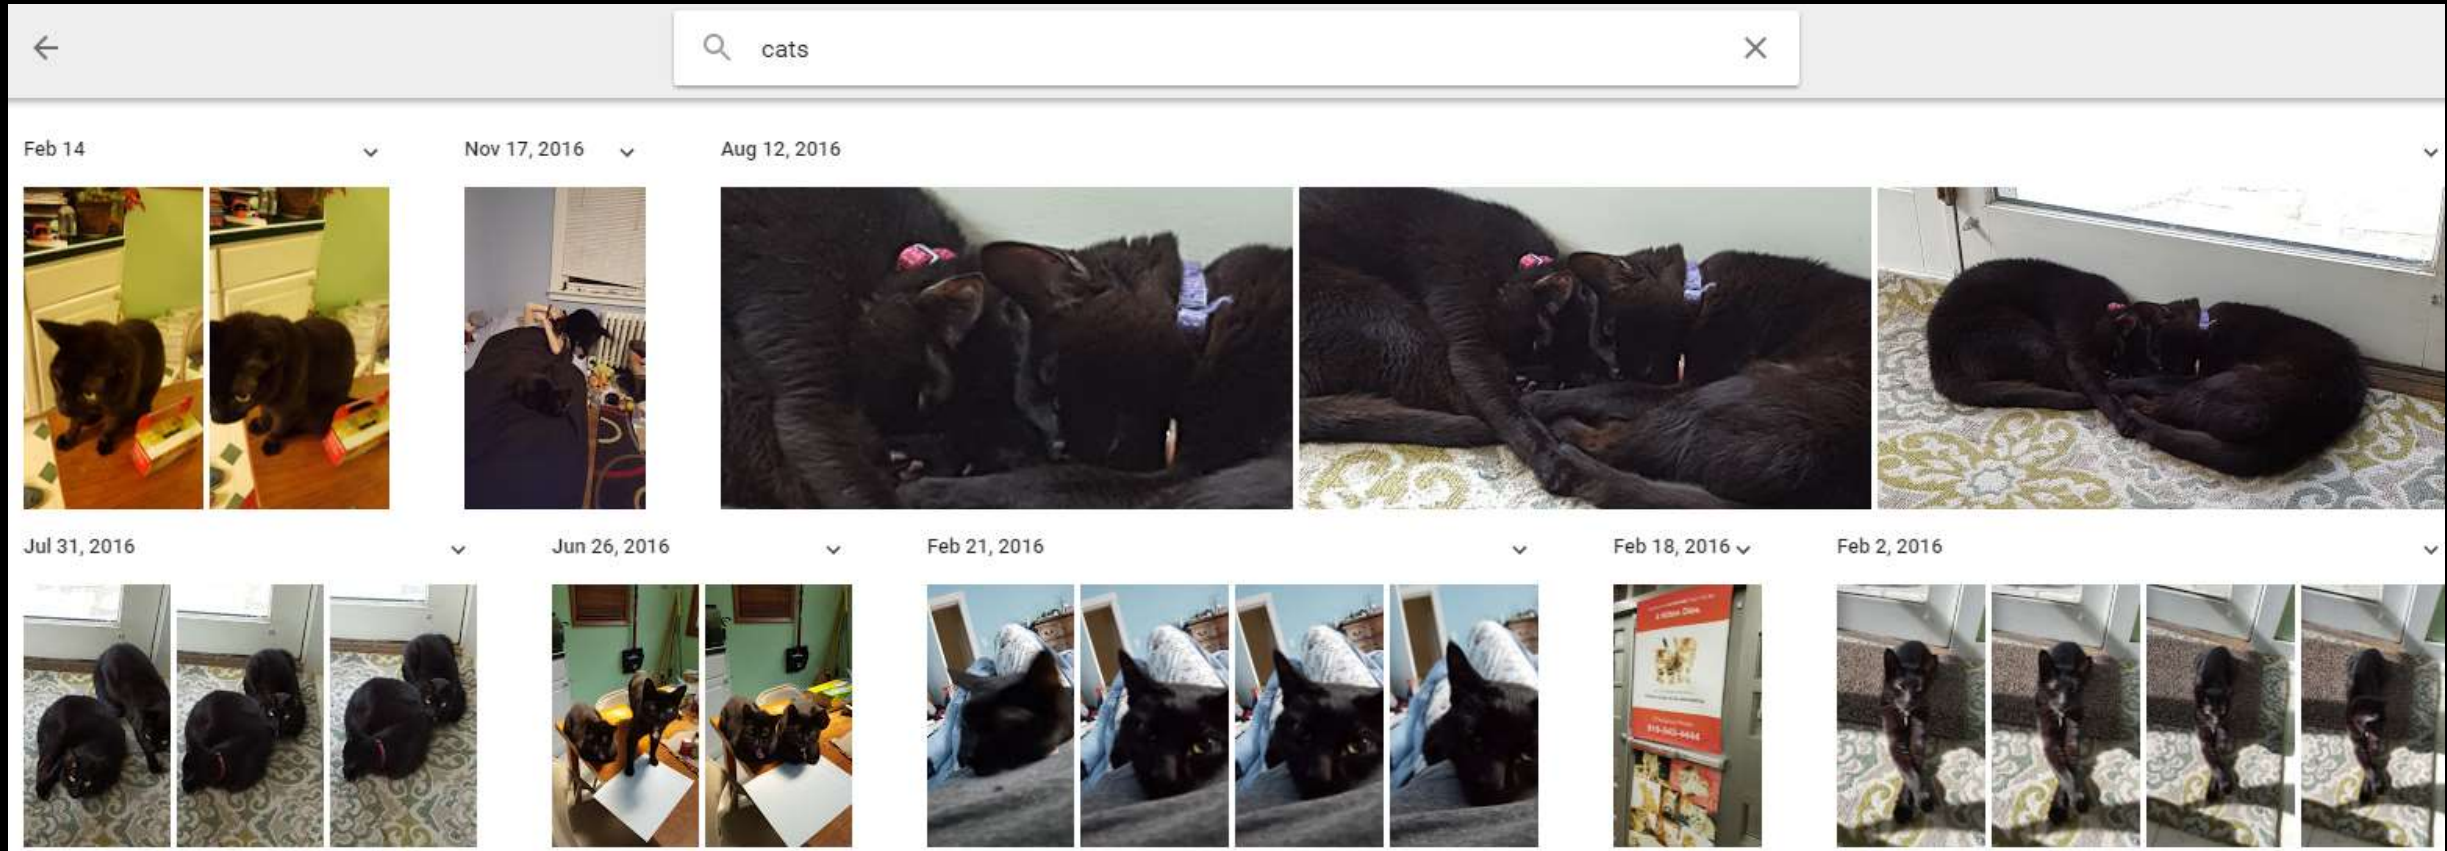 cats
Feb 14
Nov 17, 2016
Aug 12, 2016
Jul 31, 2016
Jun 26, 2016
Feb 21, 2016
Feb 18, 2016
Feb 2, 2016